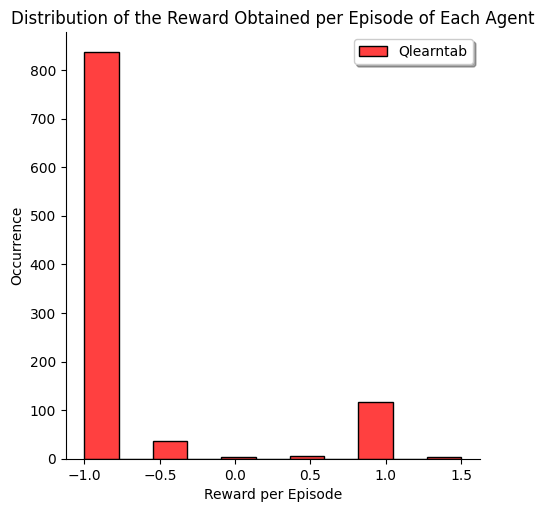 Distribution of the Reward Obtained per Episode of Each Agent
Qlearntab
800
700
600
500
400
300
200
100
0
Occurrence
−1.0 −0.5 0.0 0.5 1.0 1.5
Reward per Episode